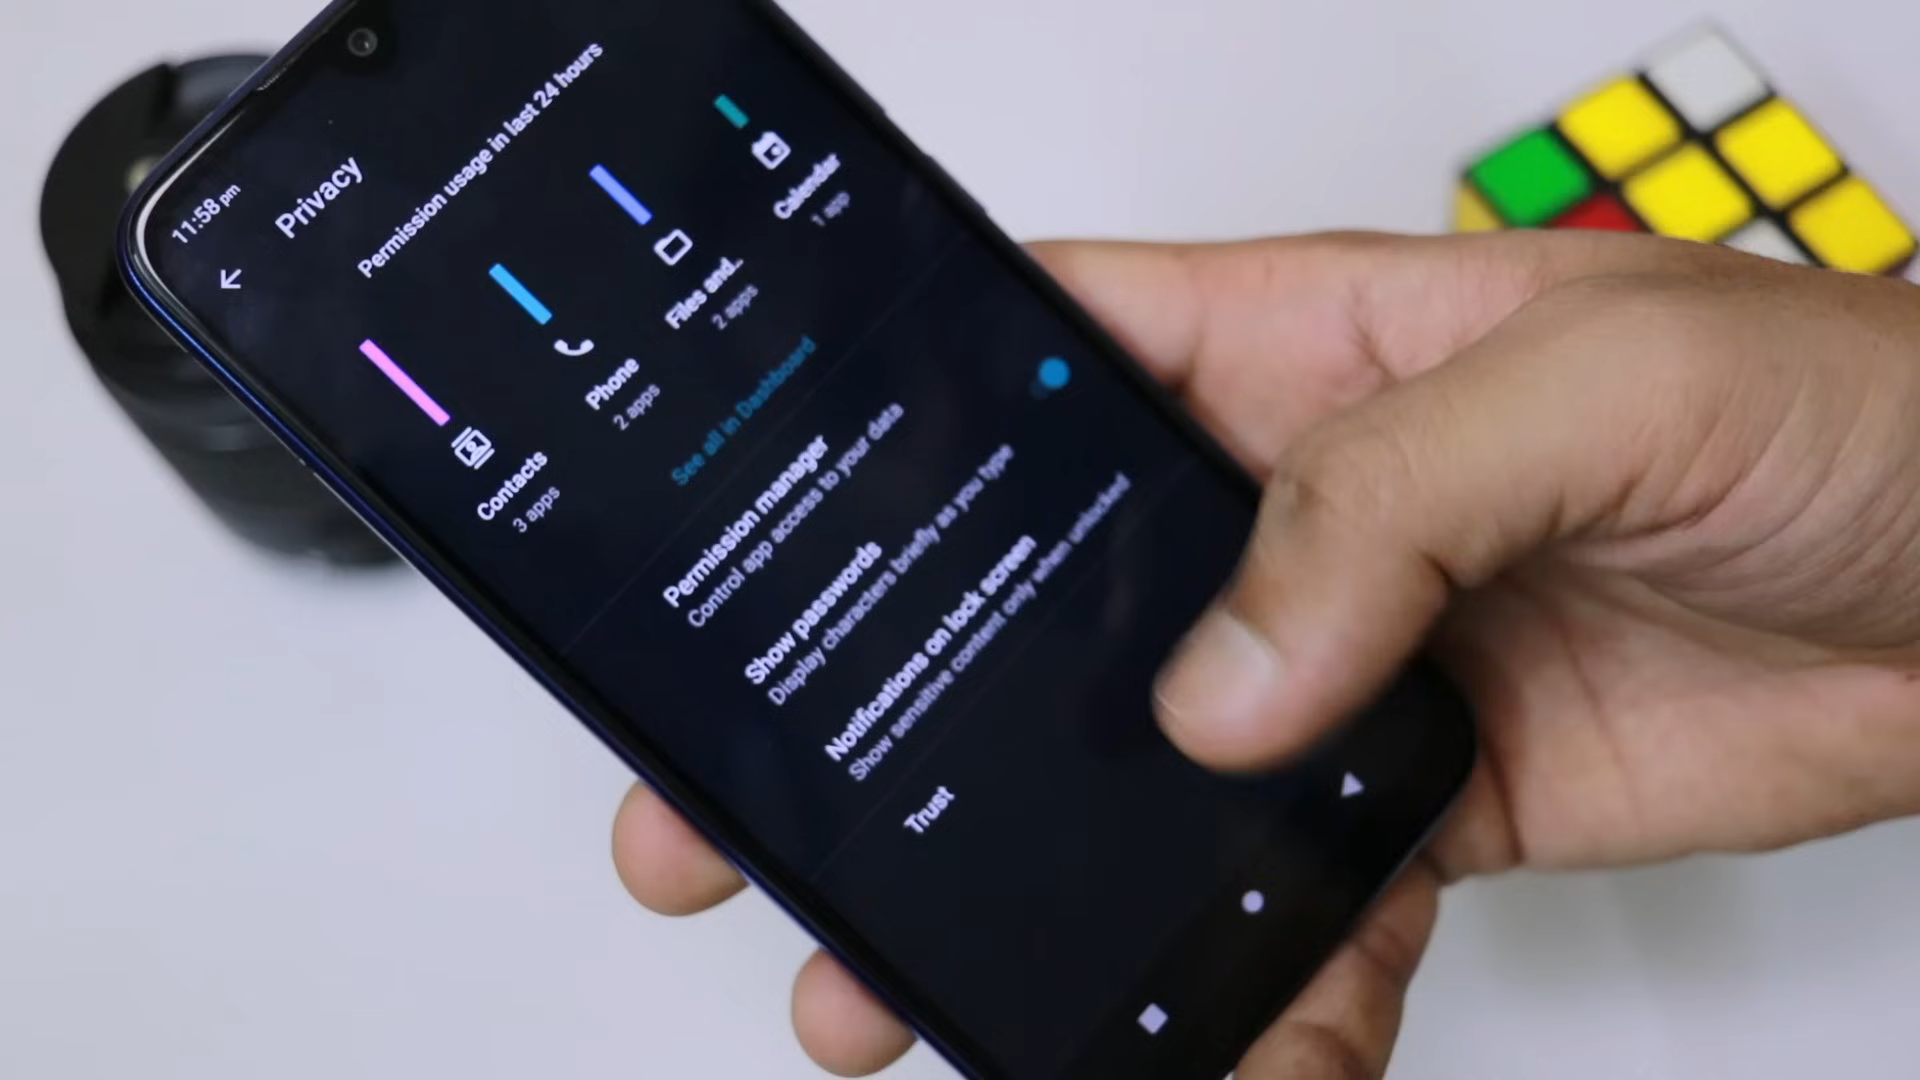 11:58 pm
Privacy
Permission usage in last 24 hours
Contacts
3 apps
Phone
2 apps
Files and..
2 apps
Calendar
1 app
See all in Dashboard
Permission manager
Control app access to your data
Show passwords
Display characters briefly as you type
Notifications on lock screen
Show sensitive content only when unlocked
Trust